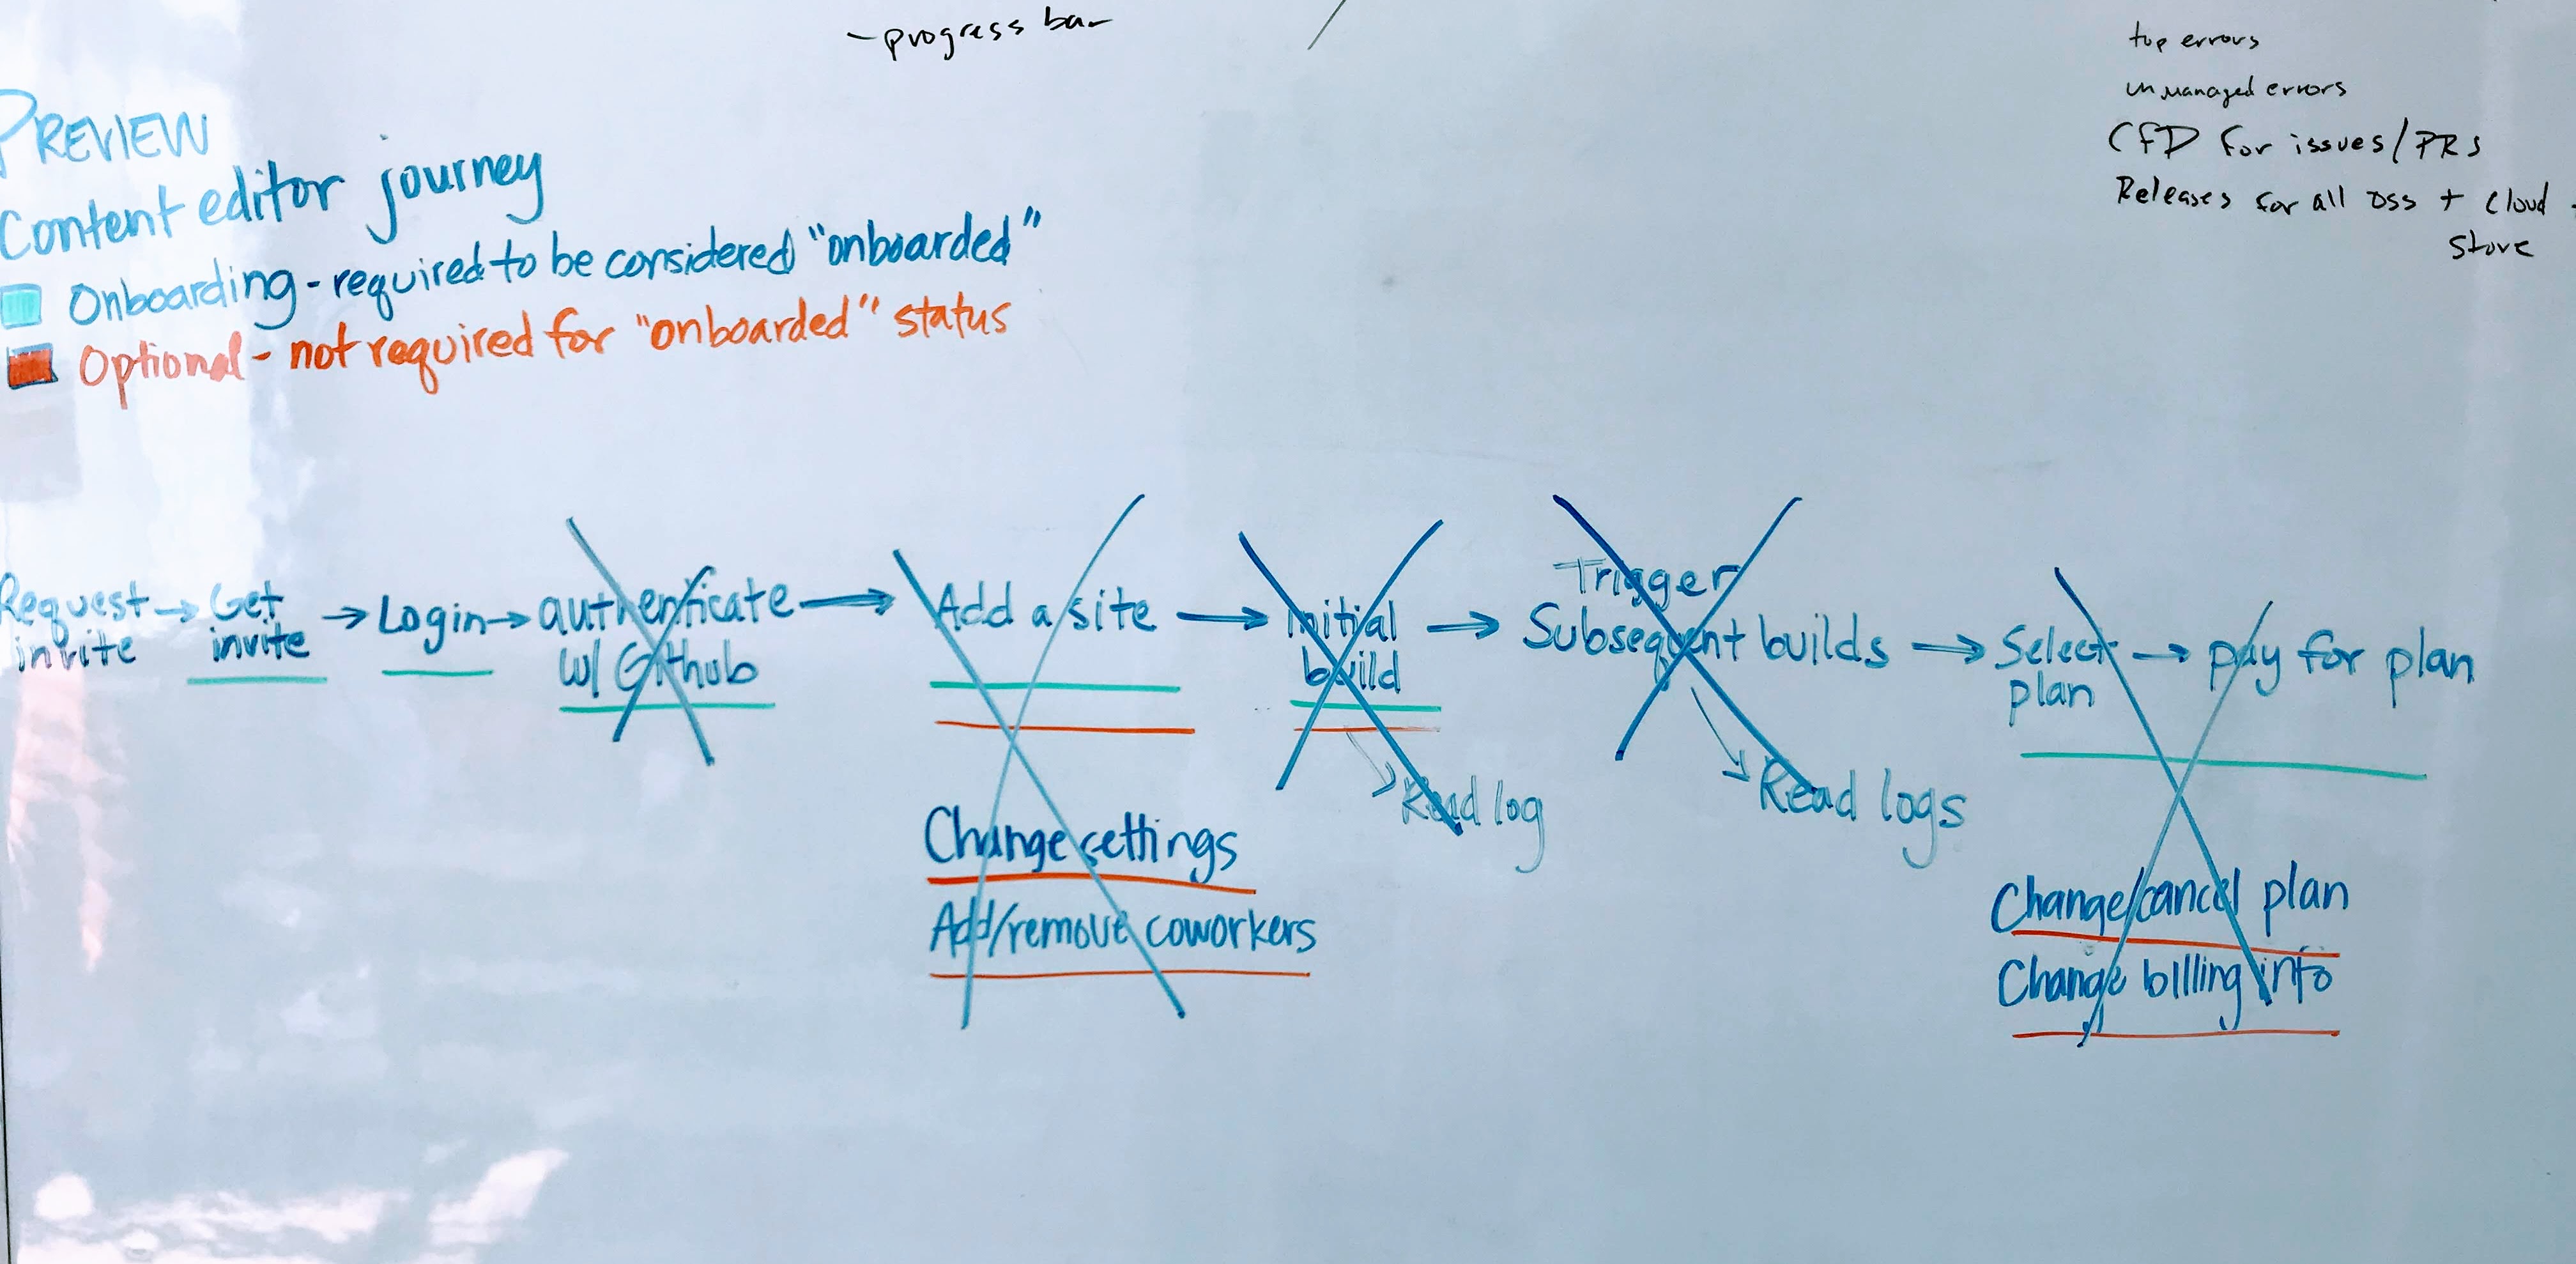 - progress bar
top errors
unmanaged errors
CFD for issues/PRs
Releases for all OSS + Cloud
store
PREVIEW
Content editor journey
Onboarding - required to be considered "onboarded"
Optional - not required for "onboarded" status
Request → Get → Login → authenticate → Add a site → Initial → Trigger
invite invite w/ Github build Subsequent builds → Select → pay for plan
plan
Read log
Read logs
Change settings
Add/remove coworkers
Change/cancel plan
Change billing info